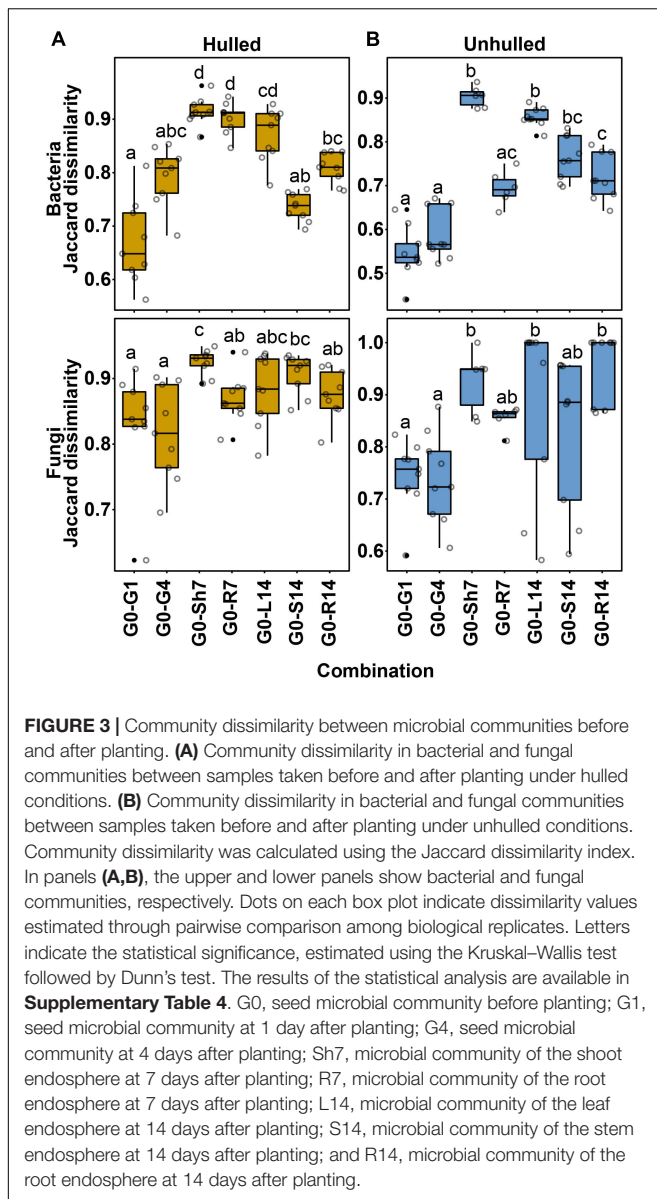 A Hulled B Unhulled
Bacteria
Jaccard dissimilarity
0.9
0.8
0.7
0.6
a abc d d cd ab bc
0.9
0.8
0.7
0.6
0.5
a a b ac b bc c
Fungi
Jaccard dissimilarity
0.9
0.8
0.7
a a c ab abc bc ab
1.0
0.9
0.8
0.7
0.6
a a b ab b ab b
G0-G1 G0-G4 G0-Sh7 G0-R7 G0-L14 G0-S14 G0-R14
G0-G1 G0-G4 G0-Sh7 G0-R7 G0-L14 G0-S14 G0-R14
Combination
FIGURE 3 | Community dissimilarity between microbial communities before
and after planting. (A) Community dissimilarity in bacterial and fungal
communities between samples taken before and after planting under hulled
conditions. (B) Community dissimilarity in bacterial and fungal communities
between samples taken before and after planting under unhulled conditions.
Community dissimilarity was calculated using the Jaccard dissimilarity index.
In panels (A,B), the upper and lower panels show bacterial and fungal
communities, respectively. Dots on each box plot indicate dissimilarity values
estimated through pairwise comparison among biological replicates. Letters
indicate the statistical significance, estimated using the Kruskal–Wallis test
followed by Dunn's test. The results of the statistical analysis are available in
Supplementary Table 4. G0, seed microbial community before planting; G1,
seed microbial community at 1 day after planting; G4, seed microbial
community at 4 days after planting; Sh7, microbial community of the shoot
endosphere at 7 days after planting; R7, microbial community of the root
endosphere at 7 days after planting; L14, microbial community of the leaf
endosphere at 14 days after planting; S14, microbial community of the stem
endosphere at 14 days after planting; and R14, microbial community of the
root endosphere at 14 days after planting.